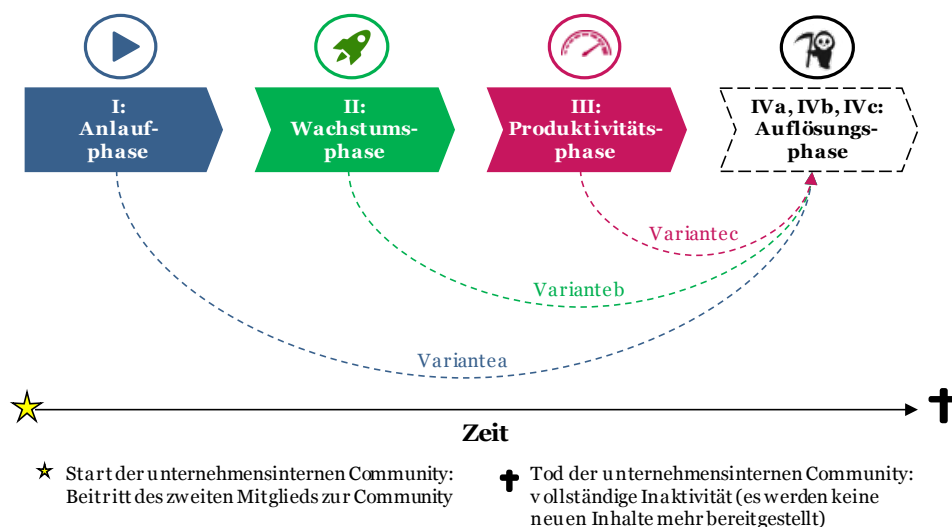 I:
Anlauf-
phase
II:
Wachstums-
phase
III:
Produktivitäts-
phase
IVa, IVb, IVc:
Auflösungs-
phase
Variantec
Varianteb
Variantea
Zeit
Start der unternehmensinternen Community:
Beitritt des zweiten Mitglieds zur Community
Tod der unternehmensinternen Community:
vollständige Inaktivität (es werden keine
neuen Inhalte mehr bereitgestellt)